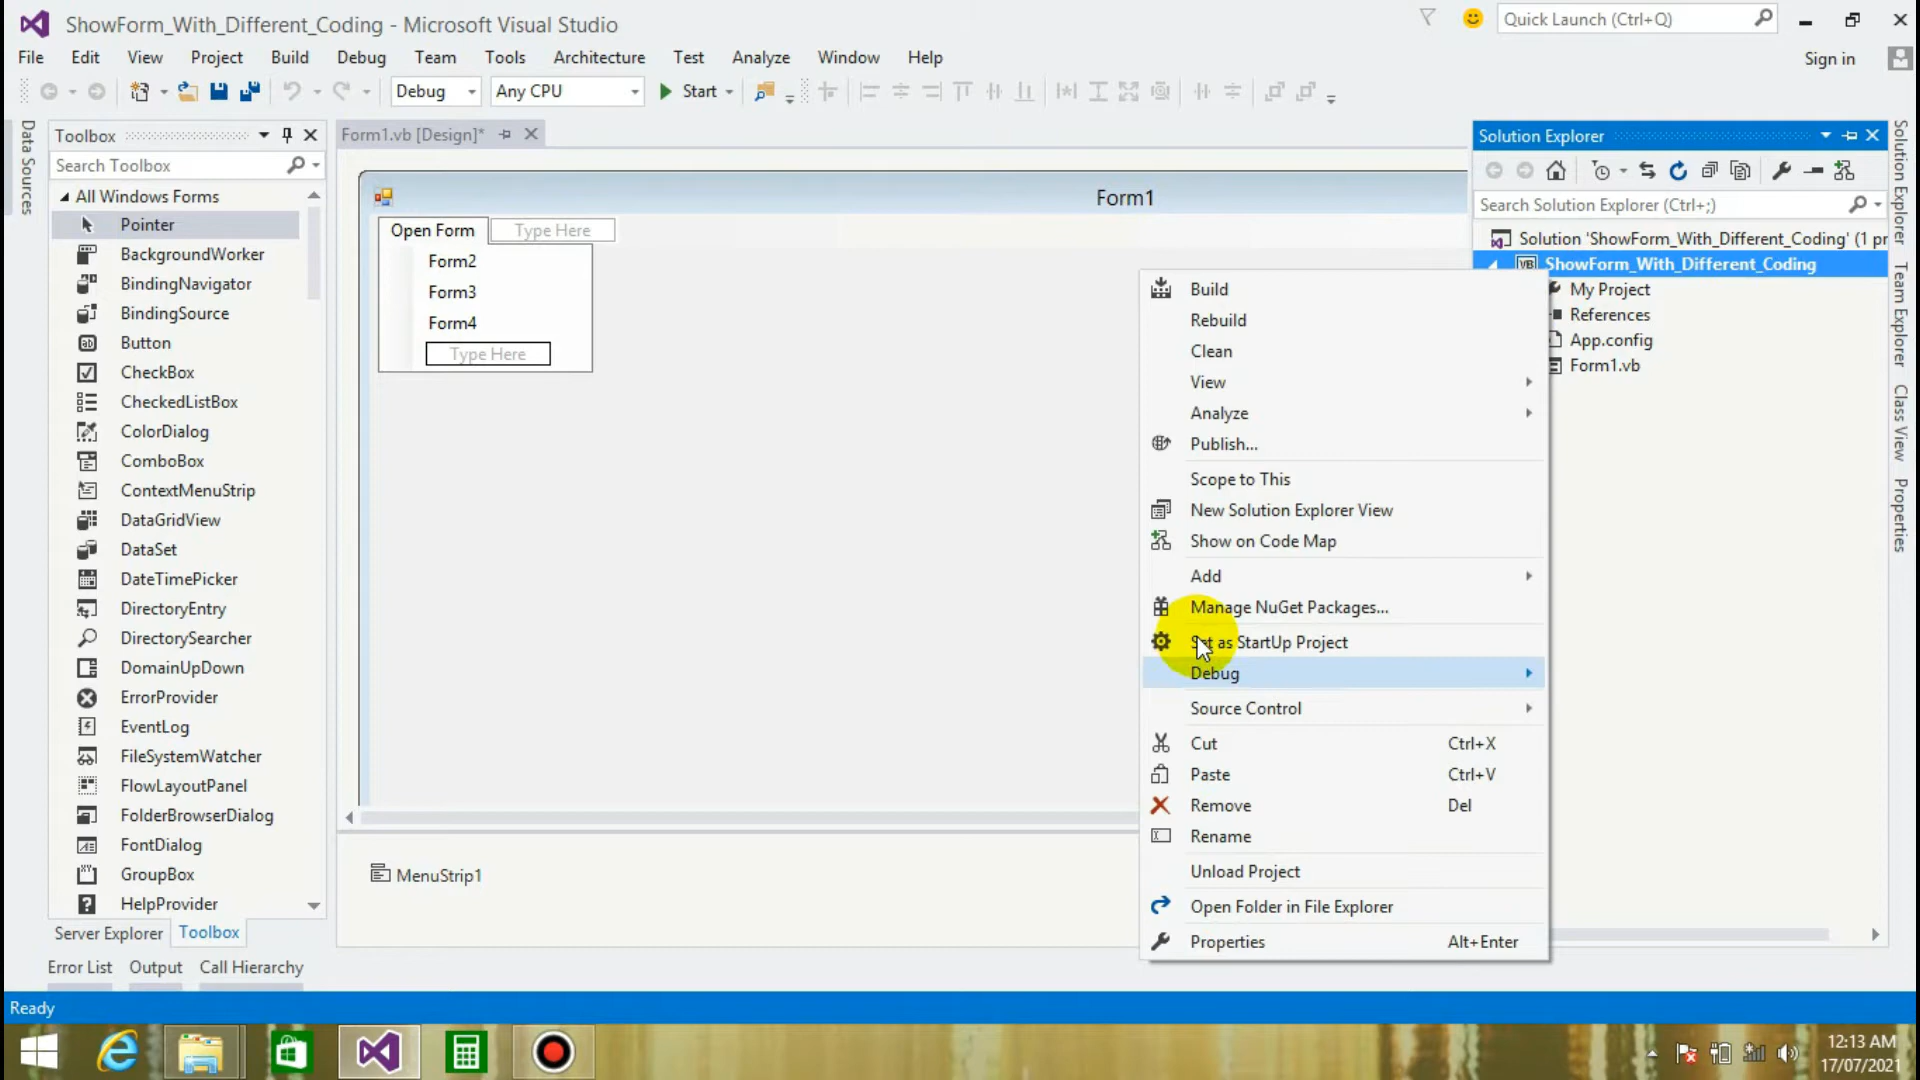 ShowForm_With_Different_Coding - Microsoft Visual Studio
Quick Launch (Ctrl+Q)
File Edit View Project Build Debug Team Tools Architecture Test Analyze Window Help
Sign in
Debug Any CPU Start
Data Sources
Toolbox
Search Toolbox
All Windows Forms
Pointer
BackgroundWorker
BindingNavigator
BindingSource
Button
CheckBox
CheckedListBox
ColorDialog
ComboBox
ContextMenuStrip
DataGridView
DataSet
DateTimePicker
DirectoryEntry
DirectorySearcher
DomainUpDown
ErrorProvider
EventLog
FileSystemWatcher
FlowLayoutPanel
FolderBrowserDialog
FontDialog
GroupBox
HelpProvider
Server Explorer Toolbox
Error List Output Call Hierarchy
Form1.vb [Design]*
Form1
Open Form Type Here
Form2
Form3
Form4
Type Here
MenuStrip1
Build
Rebuild
Clean
View
Analyze
Publish...
Scope to This
New Solution Explorer View
Show on Code Map
Add
Manage NuGet Packages...
Set as StartUp Project
Debug
Source Control
Cut Ctrl+X
Paste Ctrl+V
Remove Del
Rename
Unload Project
Open Folder in File Explorer
Properties Alt+Enter
Solution Explorer
Search Solution Explorer (Ctrl+;)
Solution 'ShowForm_With_Different_Coding' (1 pr
VB ShowForm_With_Different_Coding
My Project
References
App.config
Form1.vb
Solution Explorer
Team Explorer
Class View
Properties
Ready
12:13 AM
17/07/2021